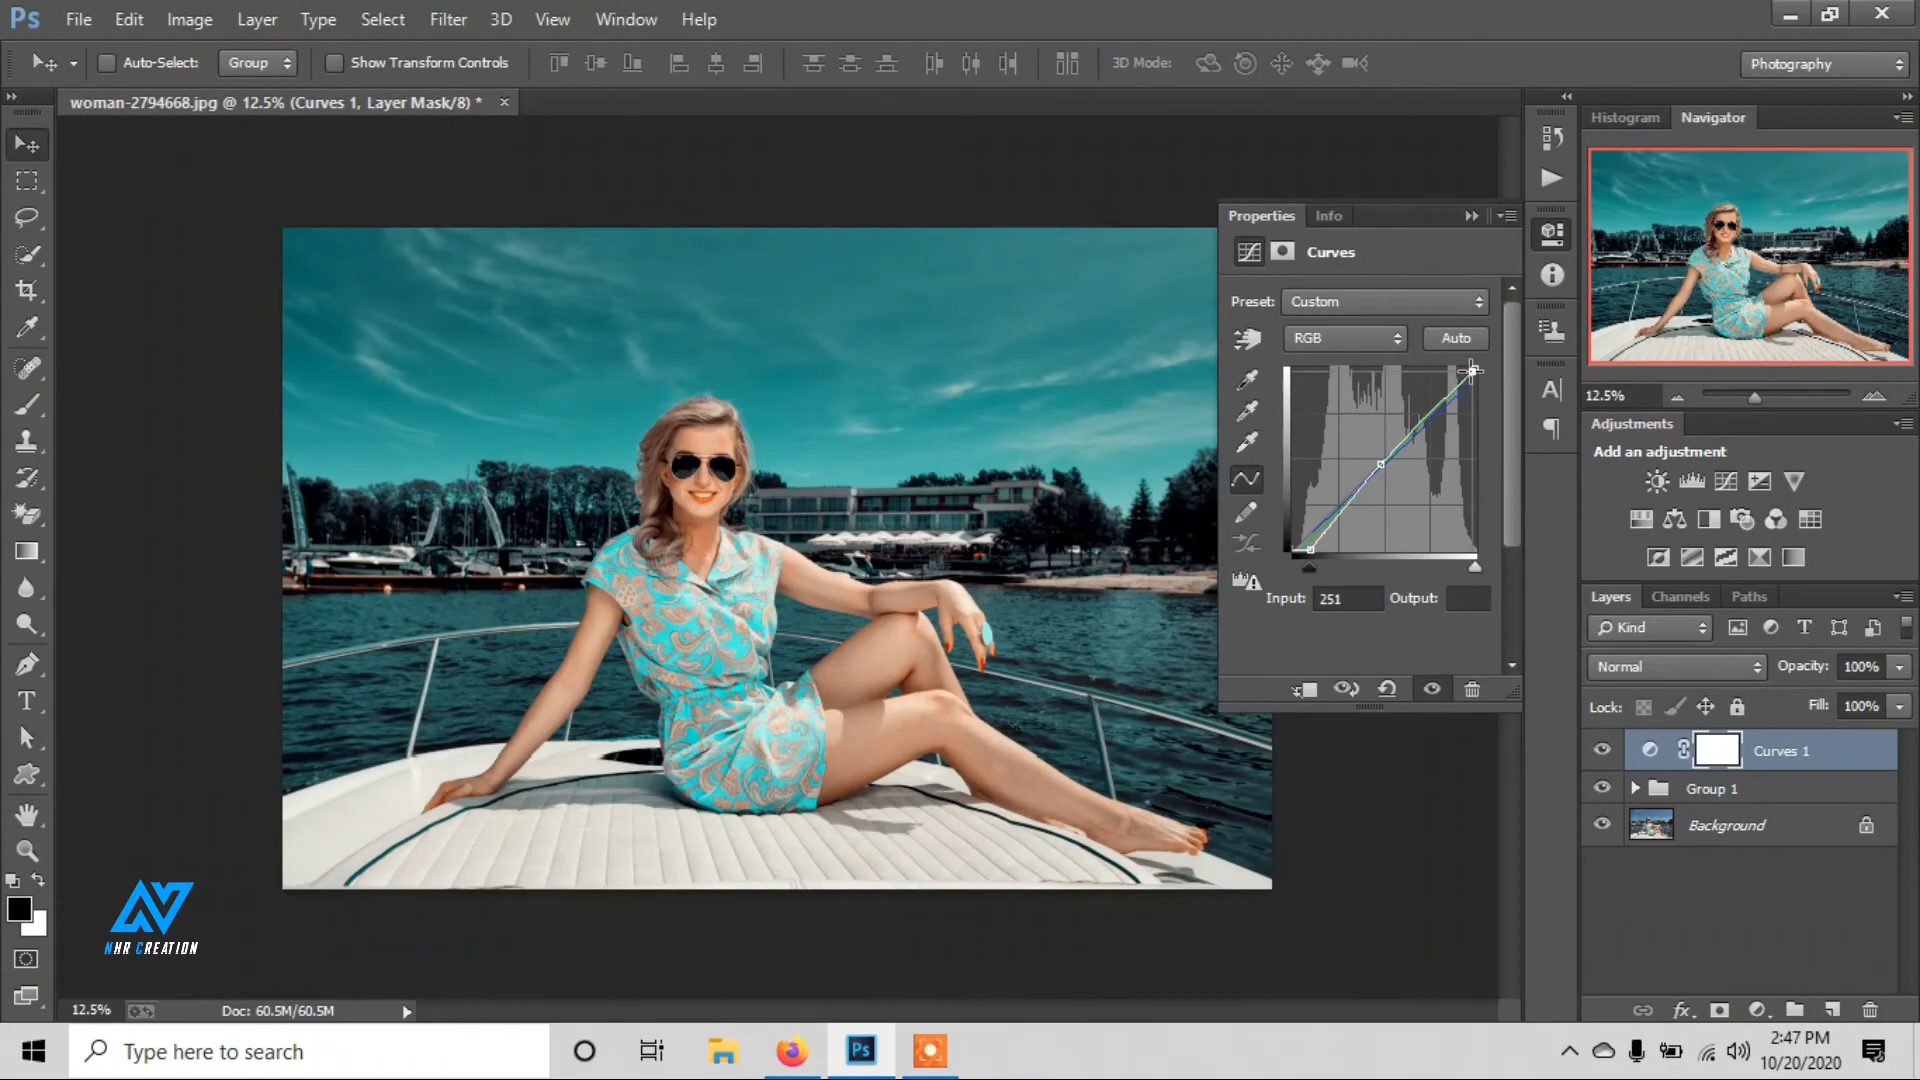 Ps File Edit Image Layer Type Select Filter 3D View Window Help
Auto-Select: Group Show Transform Controls 3D Mode: Photography
woman-2794668.jpg @ 12.5% (Curves 1, Layer Mask/8) * ×
Histogram Navigator
Properties Info
Curves
Preset: Custom
RGB Auto
Input: 251 Output:
12.5%
Adjustments
Add an adjustment
Layers Channels Paths
Kind
Normal Opacity: 100%
Lock: Fill: 100%
Curves 1
Group 1
Background
NHR CREATION
12.5% Doc: 60.5M/60.5M
Type here to search
Ps
2:47 PM
10/20/2020